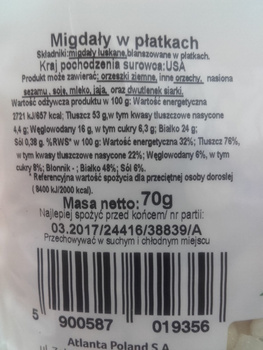 Migdały w płatkach
Składniki:migdały łuskane,blanszowane w płatkach.
Kraj pochodzenia surowca:USA
Produkt może zawierać: orzeszki ziemne, inne orzechy, nasiona
sezamu, soję, mleko, jaja, oraz dwutlenek siarki.
Wartość odżywcza produktu w 100 g: Wartość energetyczna
2721 kJ/657 kcal; Tłuszcz 53 g,w tym kwasy tłuszczowe nasycone
4,4 g; Węglowodany 16 g, w tym cukry 6,3 g; Białko 24 g;
Sól 0,38 g. %RWS* w 100 g: Wartość energetyczna 32%; Tłuszcz 76%,
w tym kwasy tłuszczowe nasycone 22%; Węglowodany 6%, w tym
cukry 8%; Błonnik - ; Białko 48%; Sól 6%.
* Referencyjna wartość spożycia dla przeciętnej osoby dorosłej
( 8400 kJ/2000 kcal).
Masa netto: 70g
Najlepiej spożyć przed końcem/ nr partii:
03.2017/24416/38839/A
Przechowywać w suchym i chłodnym miejscu
5 900587 019356
Atlanta Poland S.A.